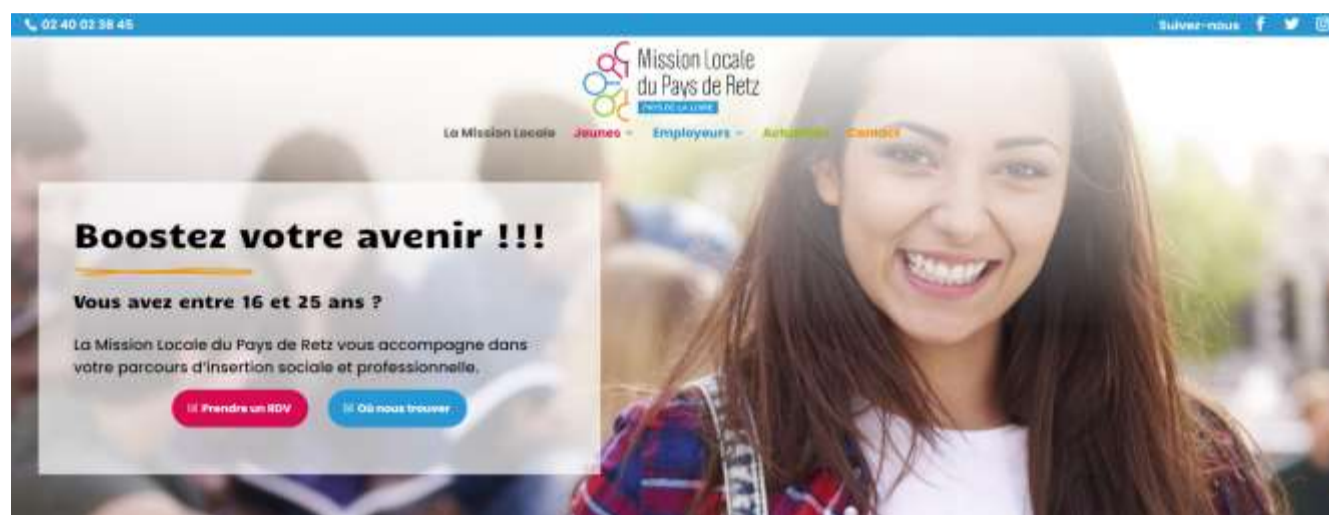 02 40 02 38 45
Suivez-nous
Mission Locale
du Pays de Retz
PAYS DE LA LOIRE
La Mission Locale Jeunes Employeurs Actualités Contact
Boostez votre avenir !!!
Vous avez entre 16 et 25 ans ?
La Mission Locale du Pays de Retz vous accompagne dans
votre parcours d'insertion sociale et professionnelle.
Prendre un RDV Où nous trouver